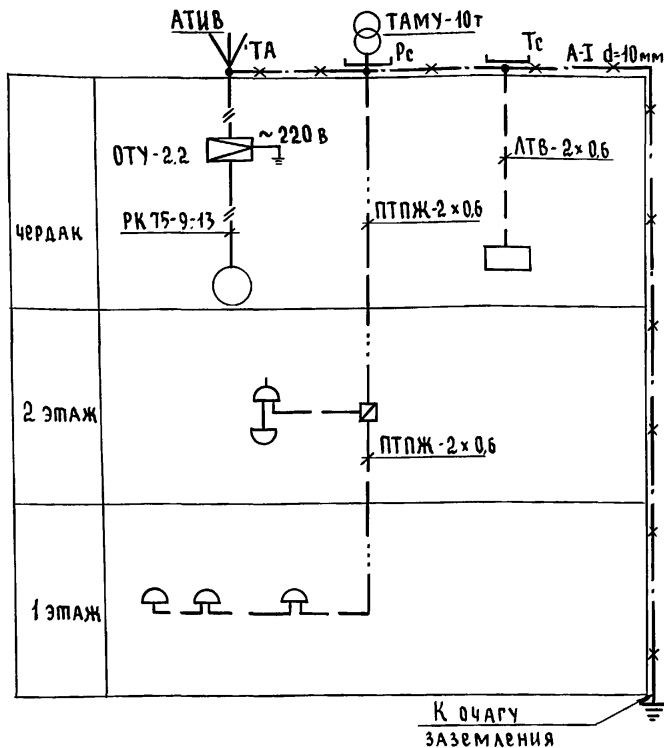 АТИВ
ТА
ТАМУ-10т
Рс
Тс
А-I d=10мм
ОТУ-2.2
~220 в
ЛТВ-2×0,6
РК 75-9-13
ПТПЖ-2×0,6
чердак
2 этаж
ПТПЖ-2×0,6
1 этаж
К очагу
заземления